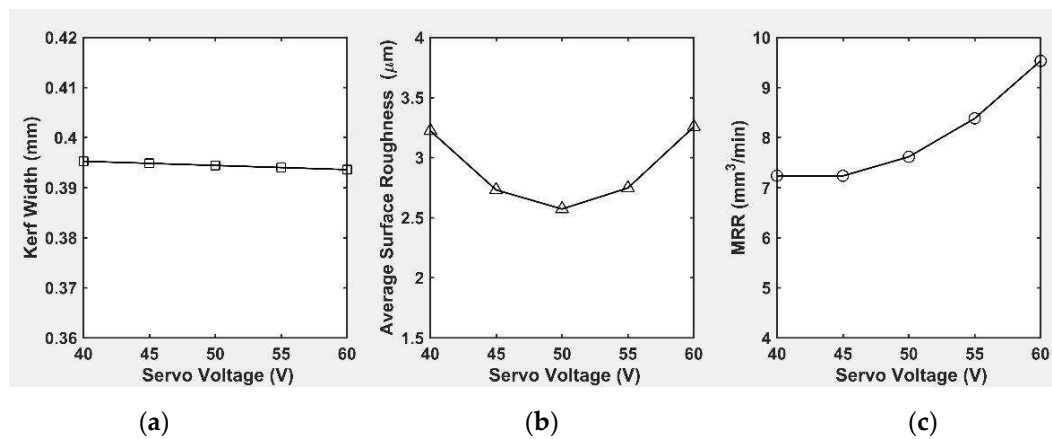 0.42
0.41
0.4
0.39
0.38
0.37
0.36
Kerf Width (mm)
40 45 50 55 60
Servo Voltage (V)
(a)
4
3.5
3
2.5
2
1.5
Average Surface Roughness (μm)
40 45 50 55 60
Servo Voltage (V)
(b)
10
9
8
7
6
5
4
MRR (mm³/min)
40 45 50 55 60
Servo Voltage (V)
(c)